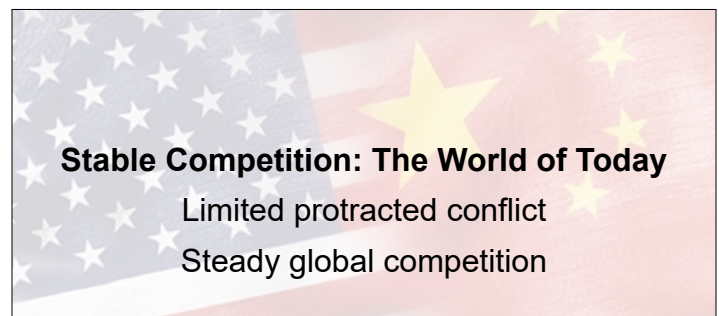 Stable Competition: The World of Today
Limited protracted conflict
Steady global competition